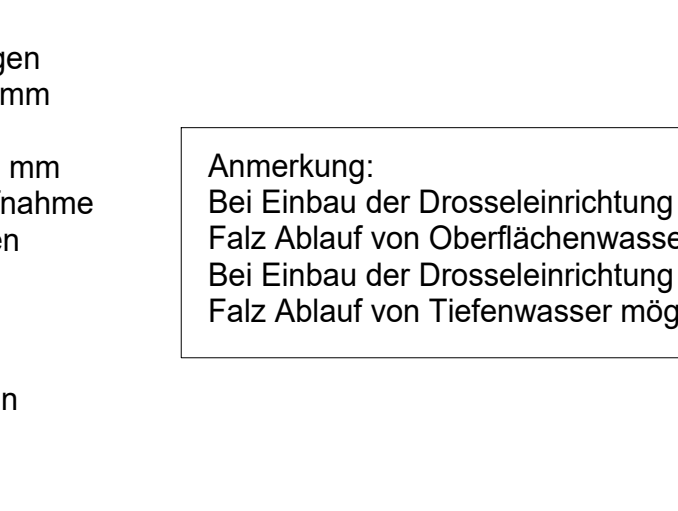 gen
mm
mm
nahme
en
n
Anmerkung:
Bei Einbau der Drosseleinrichtung
Falz Ablauf von Oberflächenwasse
Bei Einbau der Drosseleinrichtung
Falz Ablauf von Tiefenwasser mög